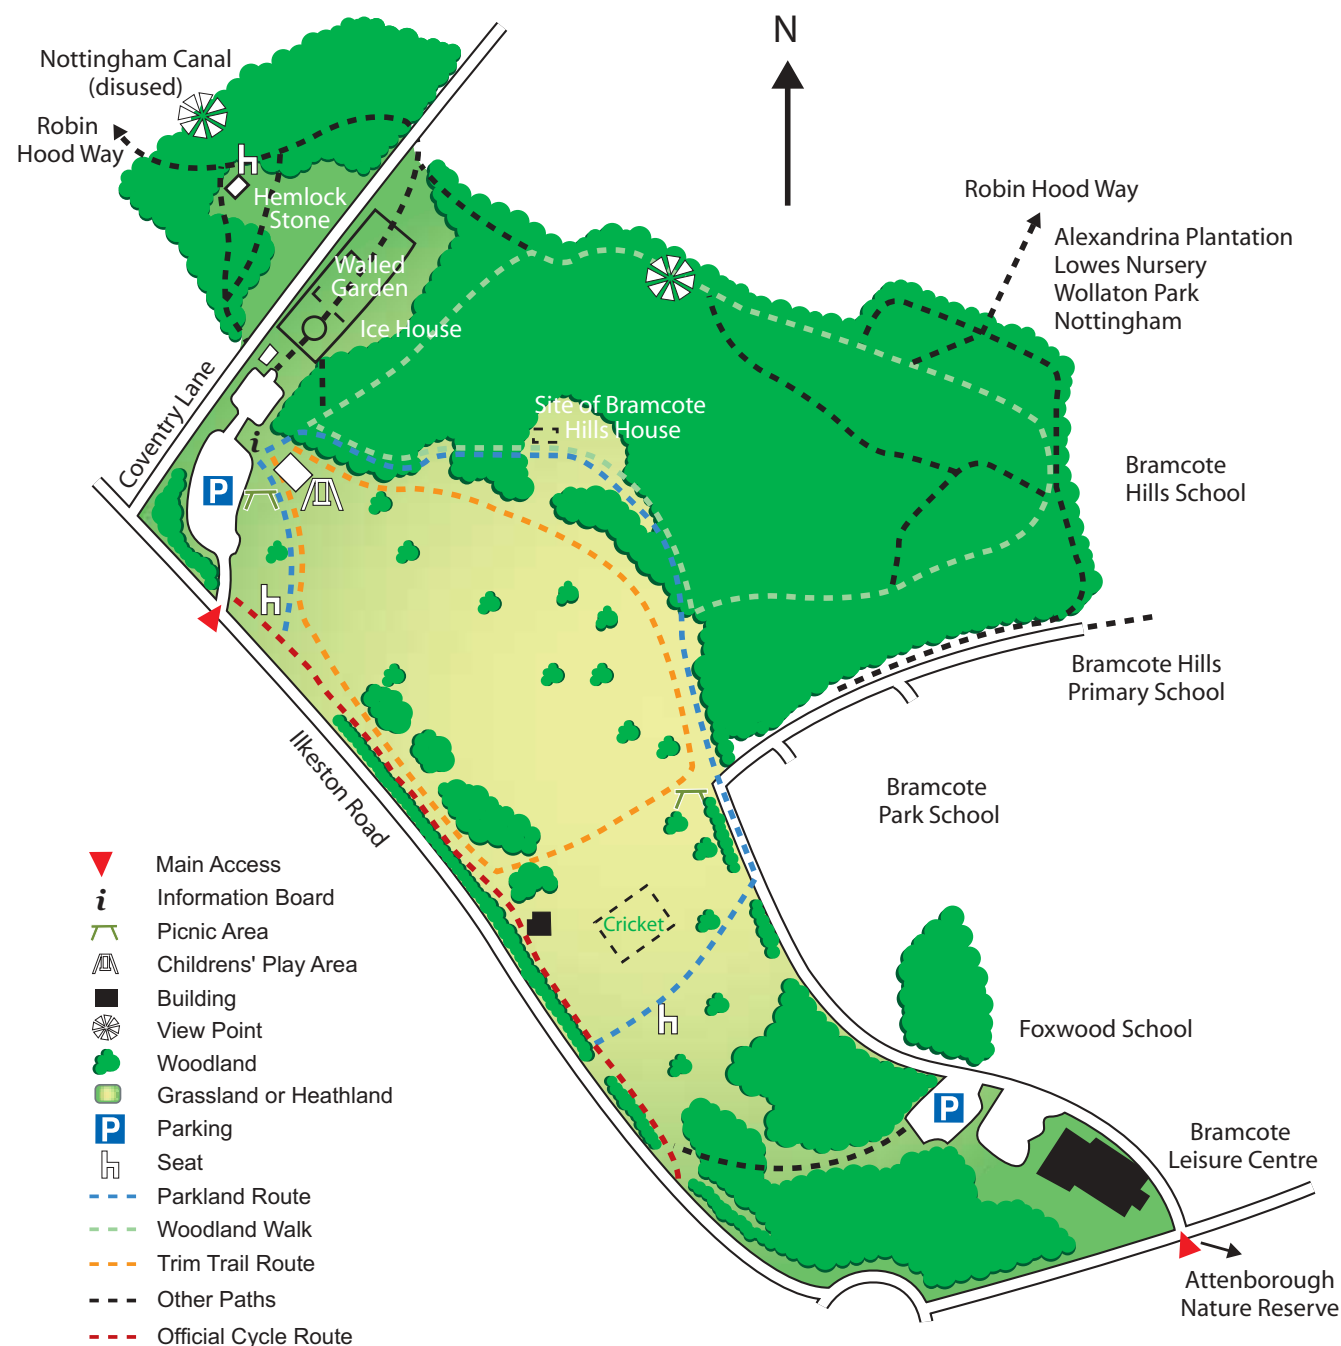 N
Nottingham Canal
(disused)
Robin
Hood Way
Hemlock
Stone
Walled
Garden
Ice House
Coventry Lane
Robin Hood Way
Alexandrina Plantation
Lowes Nursery
Wollaton Park
Nottingham
Site of Bramcote
Hills House
i
P
Bramcote
Hills School
Bramcote Hills
Primary School
Ilkeston Road
Bramcote
Park School
Cricket
Foxwood School
P
Bramcote
Leisure Centre
Attenborough
Nature Reserve
Main Access
i Information Board
Picnic Area
Childrens' Play Area
Building
View Point
Woodland
Grassland or Heathland
P Parking
Seat
Parkland Route
Woodland Walk
Trim Trail Route
Other Paths
Official Cycle Route